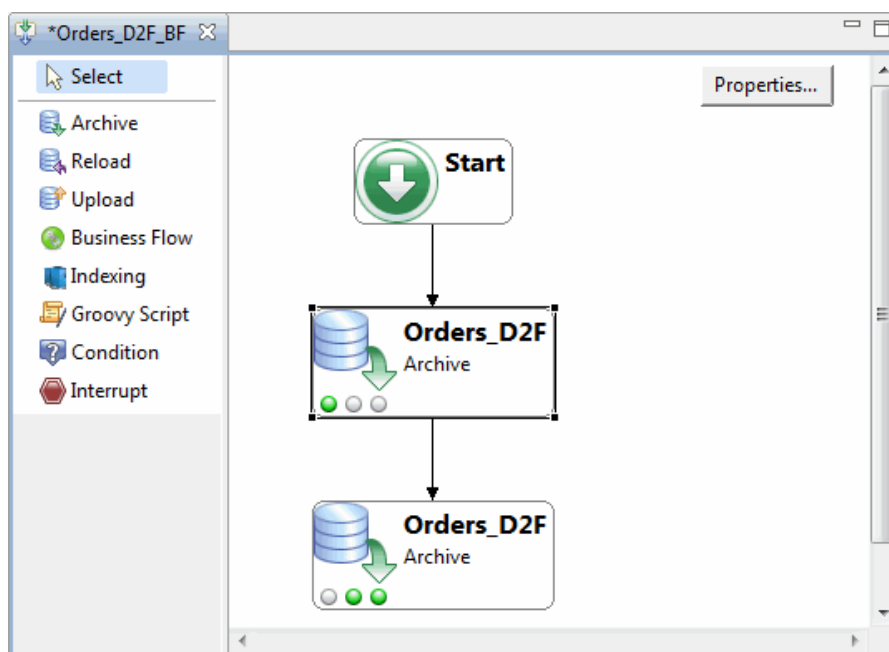 *Orders_D2F_BF
Select
Archive
Reload
Upload
Business Flow
Indexing
Groovy Script
Condition
Interrupt
Properties...
Start
Orders_D2F
Archive
Orders_D2F
Archive